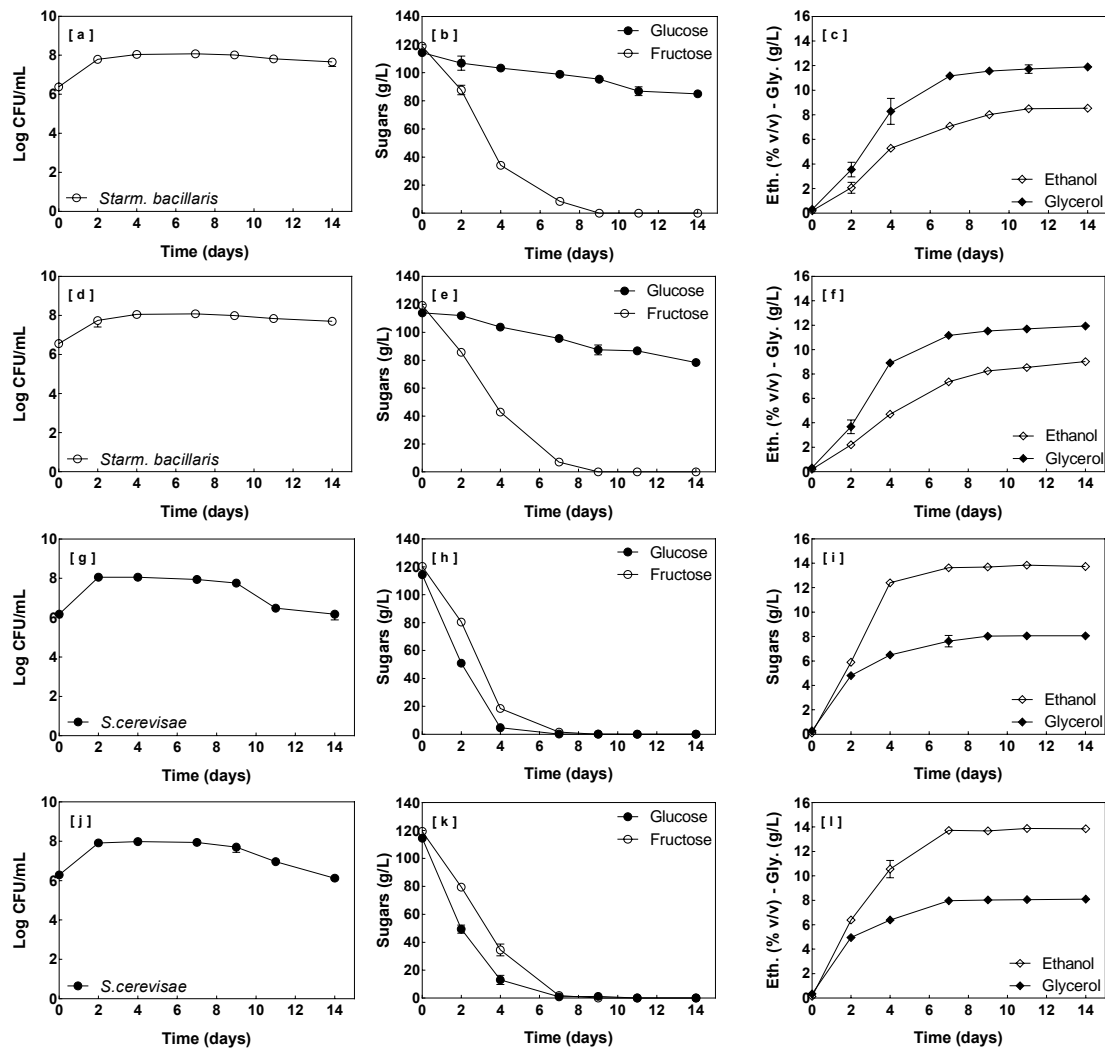 [ a ]
10
8
6
4
2
0
Log CFU/mL
Starm. bacillaris
0 2 4 6 8 10 12 14
Time (days)
[ b ]
140
120
100
80
60
40
20
0
Sugars (g/L)
Glucose
Fructose
0 2 4 6 8 10 12 14
Time (days)
[ c ]
16
14
12
10
8
6
4
2
0
Eth. (% v/v) - Gly. (g/L)
Ethanol
Glycerol
0 2 4 6 8 10 12 14
Time (days)
[ d ]
10
8
6
4
2
0
Log CFU/mL
Starm. bacillaris
0 2 4 6 8 10 12 14
Time (days)
[ e ]
140
120
100
80
60
40
20
0
Sugars (g/L)
Glucose
Fructose
0 2 4 6 8 10 12 14
Time (days)
[ f ]
16
14
12
10
8
6
4
2
0
Eth. (% v/v) - Gly. (g/L)
Ethanol
Glycerol
0 2 4 6 8 10 12 14
Time (days)
[ g ]
10
8
6
4
2
0
Log CFU/mL
S.cerevisae
0 2 4 6 8 10 12 14
Time (days)
[ h ]
140
120
100
80
60
40
20
0
Sugars (g/L)
Glucose
Fructose
0 2 4 6 8 10 12 14
Time (days)
[ i ]
16
14
12
10
8
6
4
2
0
Sugars (g/L)
Ethanol
Glycerol
0 2 4 6 8 10 12 14
Time (days)
[ j ]
10
8
6
4
2
0
Log CFU/mL
S.cerevisae
0 2 4 6 8 10 12 14
Time (days)
[ k ]
140
120
100
80
60
40
20
0
Sugars (g/L)
Glucose
Fructose
0 2 4 6 8 10 12 14
Time (days)
[ l ]
16
14
12
10
8
6
4
2
0
Eth. (% v/v) - Gly. (g/L)
Ethanol
Glycerol
0 2 4 6 8 10 12 14
Time (days)